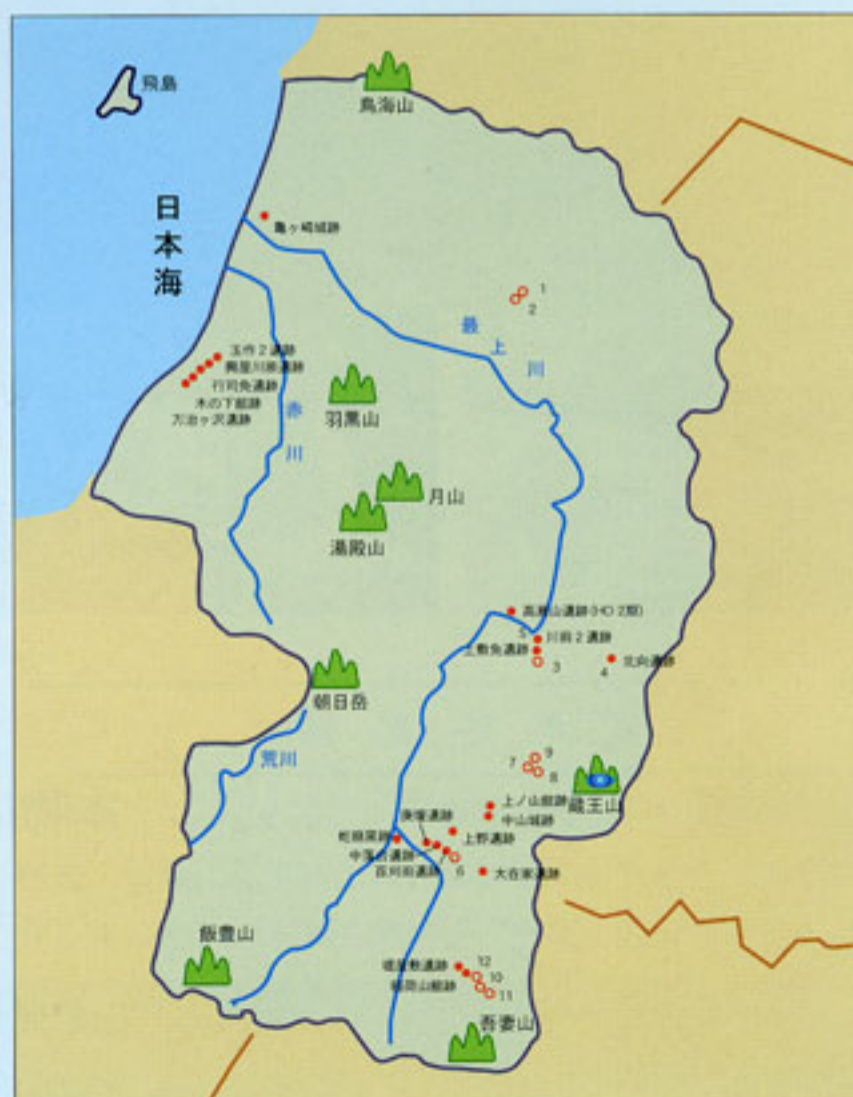 飛島
鳥海山
日本海
亀ヶ崎城跡
1
2
最上川
玉作2遺跡
興屋川原遺跡
行司免遺跡
木の下館跡
万治ヶ沢遺跡
赤川
羽黒山
月山
湯殿山
高瀬山遺跡(HO 2期)
5
川前2遺跡
上敷免遺跡
3
4
北向遺跡
朝日岳
荒川
9
7
8
蔵王山
上ノ山館跡
中山城跡
庚壇遺跡
上野遺跡
中落合遺跡
百刈田遺跡
6
大在家遺跡
飯豊山
12
10
11
吾妻山